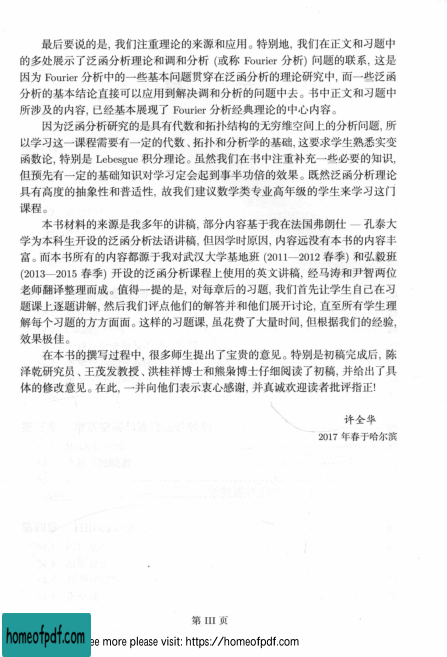 最后要说的是, 我们注重理论的来源和应用。特别地, 我们在正文和习题中
的多处展示了泛函分析理论和调和分析 (或称 Fourier 分析) 问题的联系, 这是
因为 Fourier 分析中的一些基本问题贯穿在泛函分析的理论研究中, 而一些泛函
分析的基本结论直接可以应用到解决调和分析的问题中去。书中正文和习题中
所涉及的内容, 已经基本展现了 Fourier 分析经典理论的中心内容。
因为泛函分析研究的是具有代数和拓扑结构的无穷维空间上的分析问题, 所
以学习这一课程需要有一定的代数、拓扑和分析学的基础, 这要求学生熟悉实变
函数论, 特别是 Lebesgue 积分理论。虽然我们在书中注重补充一些必要的知识,
但预先有一定的基础知识对学习定会起到事半功倍的效果。既然泛函分析理论
具有高度的抽象性和普适性, 故我们建议数学类专业高年级的学生来学习这门
课程。
本书材料的来源是我多年的讲稿, 部分内容基于我在法国弗朗仕 — 孔泰大
学为本科生开设的泛函分析法语讲稿, 但因学时原因, 内容远没有本书的内容丰
富。而本书所有的内容都源于我对武汉大学基地班 (2011—2012 春季) 和弘毅班
(2013—2015 春季) 开设的泛函分析课程上使用的英文讲稿, 经马涛和尹智两位
老师翻译整理而成。值得一提的是, 对每章后的习题, 我们首先让学生自己在习
题课上逐题讲解, 然后我们评点他们的解答并和他们展开讨论, 直至所有学生理
解每个习题的方方面面。这样的习题课, 虽花费了大量时间, 但根据我们的经验,
效果极佳。
在本书的撰写过程中, 很多师生提出了宝贵的意见。特别是初稿完成后, 陈
泽乾研究员、王茂发教授、洪桂祥博士和熊枭博士仔细阅读了初稿, 并给出了具
体的修改意见。在此, 一并向他们表示衷心感谢, 并真诚欢迎读者批评指正!
许全华
2017 年春于哈尔滨
第 III 页
homeofpdf.com
ee more please visit: https://homeofpdf.com